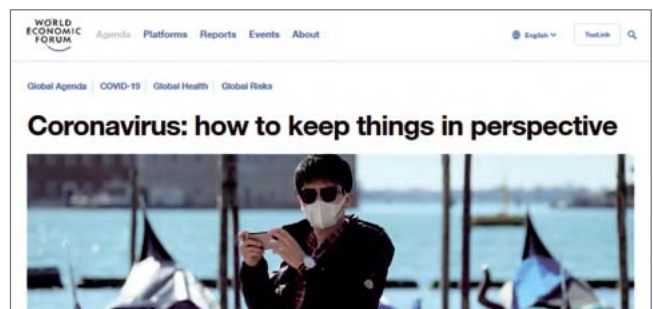 WORLD
ECONOMIC
FORUM
Agenda Platforms Reports Events About
English TopLink
Global Agenda COVID-19 Global Health Global Risks
Coronavirus: how to keep things in perspective